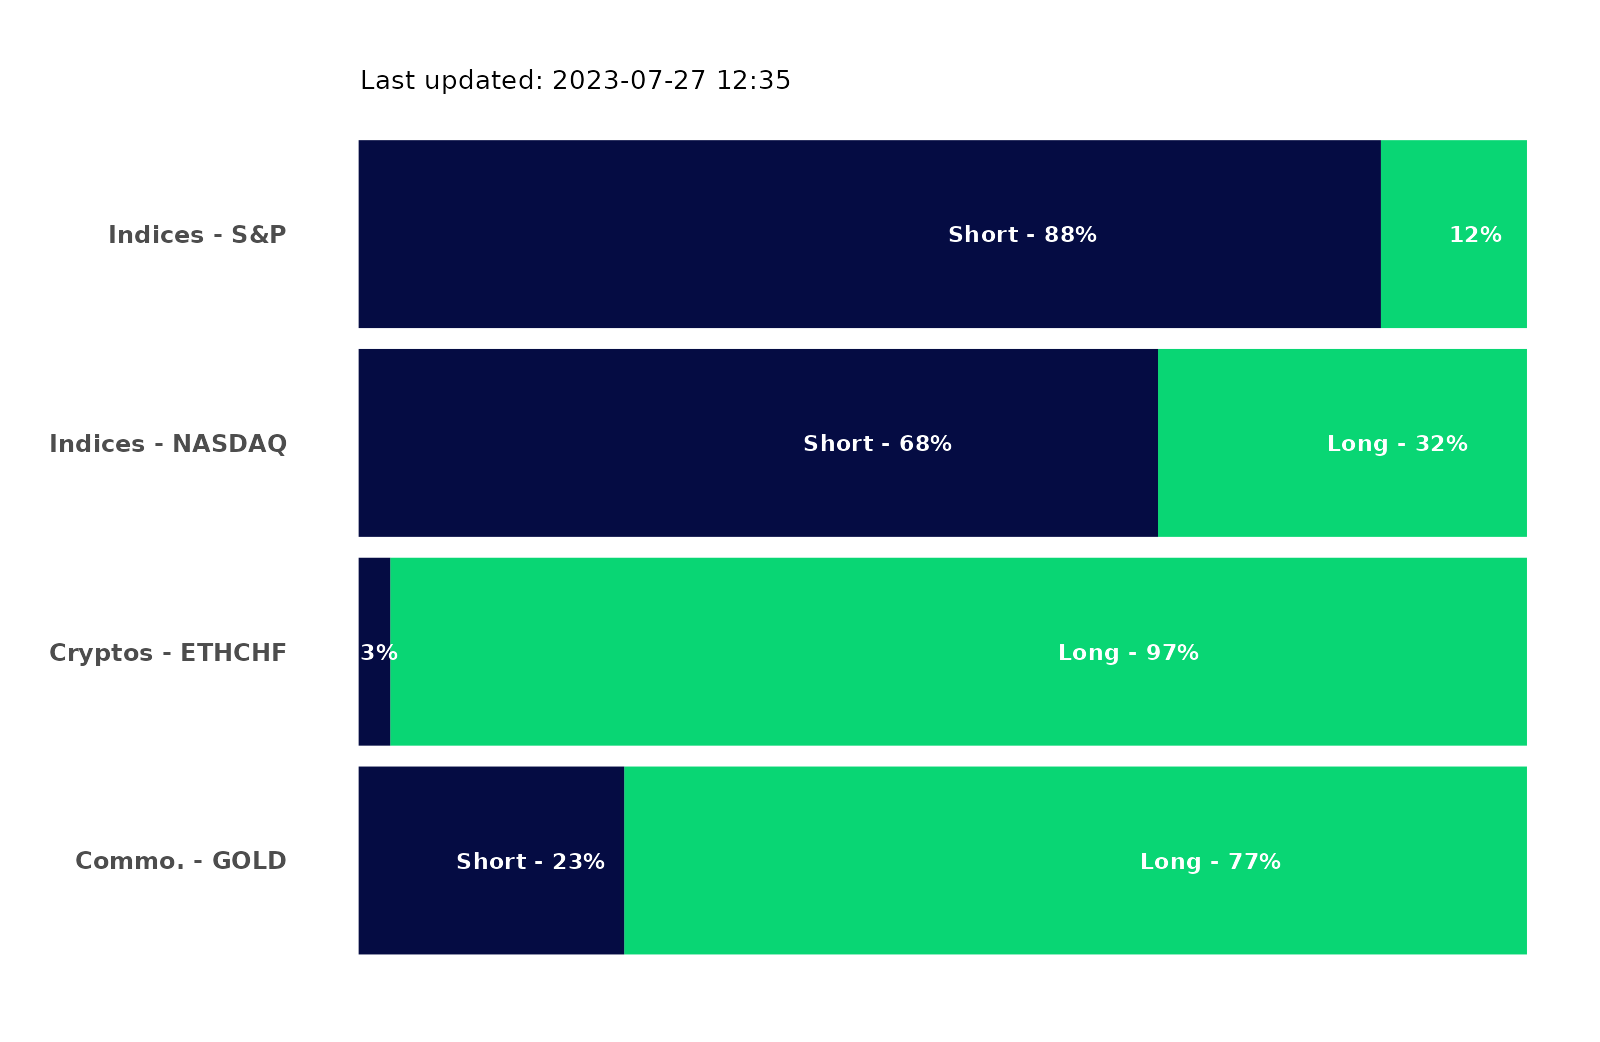 Last updated: 2023-07-27 12:35
Indices - S&P
Short - 88%
12%
Indices - NASDAQ
Short - 68%
Long - 32%
Cryptos - ETHCHF
3%
Long - 97%
Commo. - GOLD
Short - 23%
Long - 77%